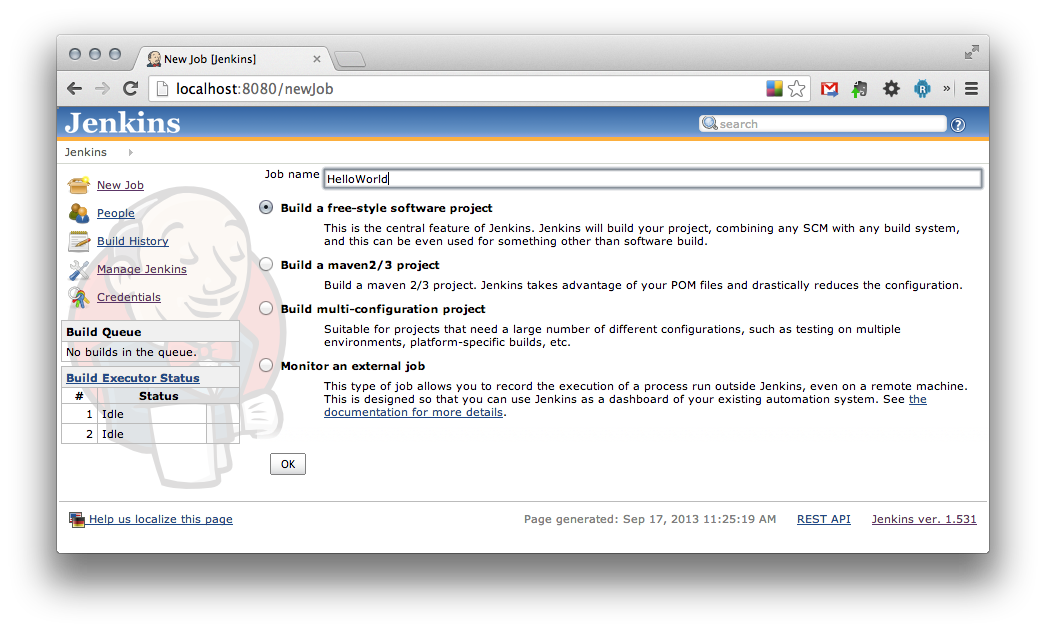 New Job [Jenkins]
localhost:8080/newJob
Jenkins
search
Jenkins
New Job
People
Build History
Manage Jenkins
Credentials
Build Queue
No builds in the queue.
Build Executor Status
# Status
1 Idle
2 Idle
Job name HelloWorld
Build a free-style software project
This is the central feature of Jenkins. Jenkins will build your project, combining any SCM with any build system,
and this can be even used for something other than software build.
Build a maven2/3 project
Build a maven 2/3 project. Jenkins takes advantage of your POM files and drastically reduces the configuration.
Build multi-configuration project
Suitable for projects that need a large number of different configurations, such as testing on multiple
environments, platform-specific builds, etc.
Monitor an external job
This type of job allows you to record the execution of a process run outside Jenkins, even on a remote machine.
This is designed so that you can use Jenkins as a dashboard of your existing automation system. See the
documentation for more details.
OK
Help us localize this page
Page generated: Sep 17, 2013 11:25:19 AM REST API Jenkins ver. 1.531